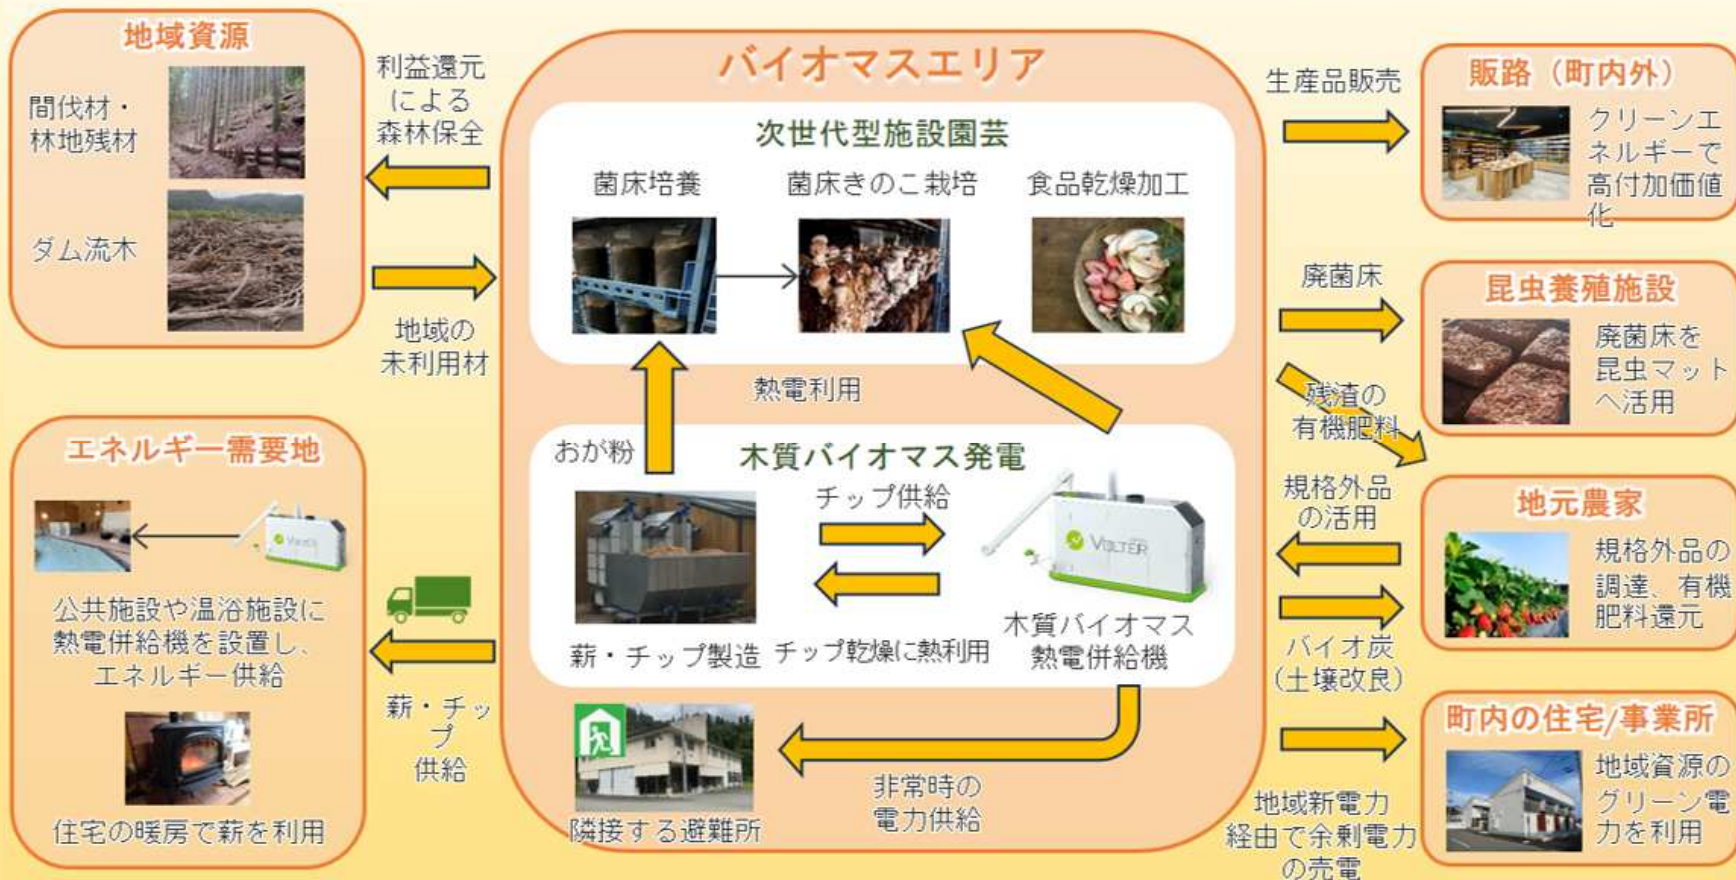 地域資源
間伐材・
林地残材
ダム流木
利益還元
による
森林保全
地域の
未利用材
エネルギー需要地
公共施設や温浴施設に
熱電併給機を設置し、
エネルギー供給
住宅の暖房で薪を利用
薪・チッ
プ
供給
バイオマスエリア
次世代型施設園芸
菌床培養
菌床きのこ栽培
食品乾燥加工
熱電利用
おが粉
木質バイオマス発電
チップ供給
VOLTER
薪・チップ製造
チップ乾燥に熱利用
木質バイオマス
熱電併給機
隣接する避難所
非常時の
電力供給
生産品販売
廃菌床
残渣の
有機肥料
規格外品
の活用
バイオ炭
(土壌改良)
地域新電力
経由で余剰電力
の売電
販路（町内外）
クリーンエ
ネルギーで
高付加価値
化
昆虫養殖施設
廃菌床を
昆虫マット
へ活用
地元農家
規格外品の
調達、有機
肥料還元
町内の住宅/事業所
地域資源の
グリーン電
力を利用